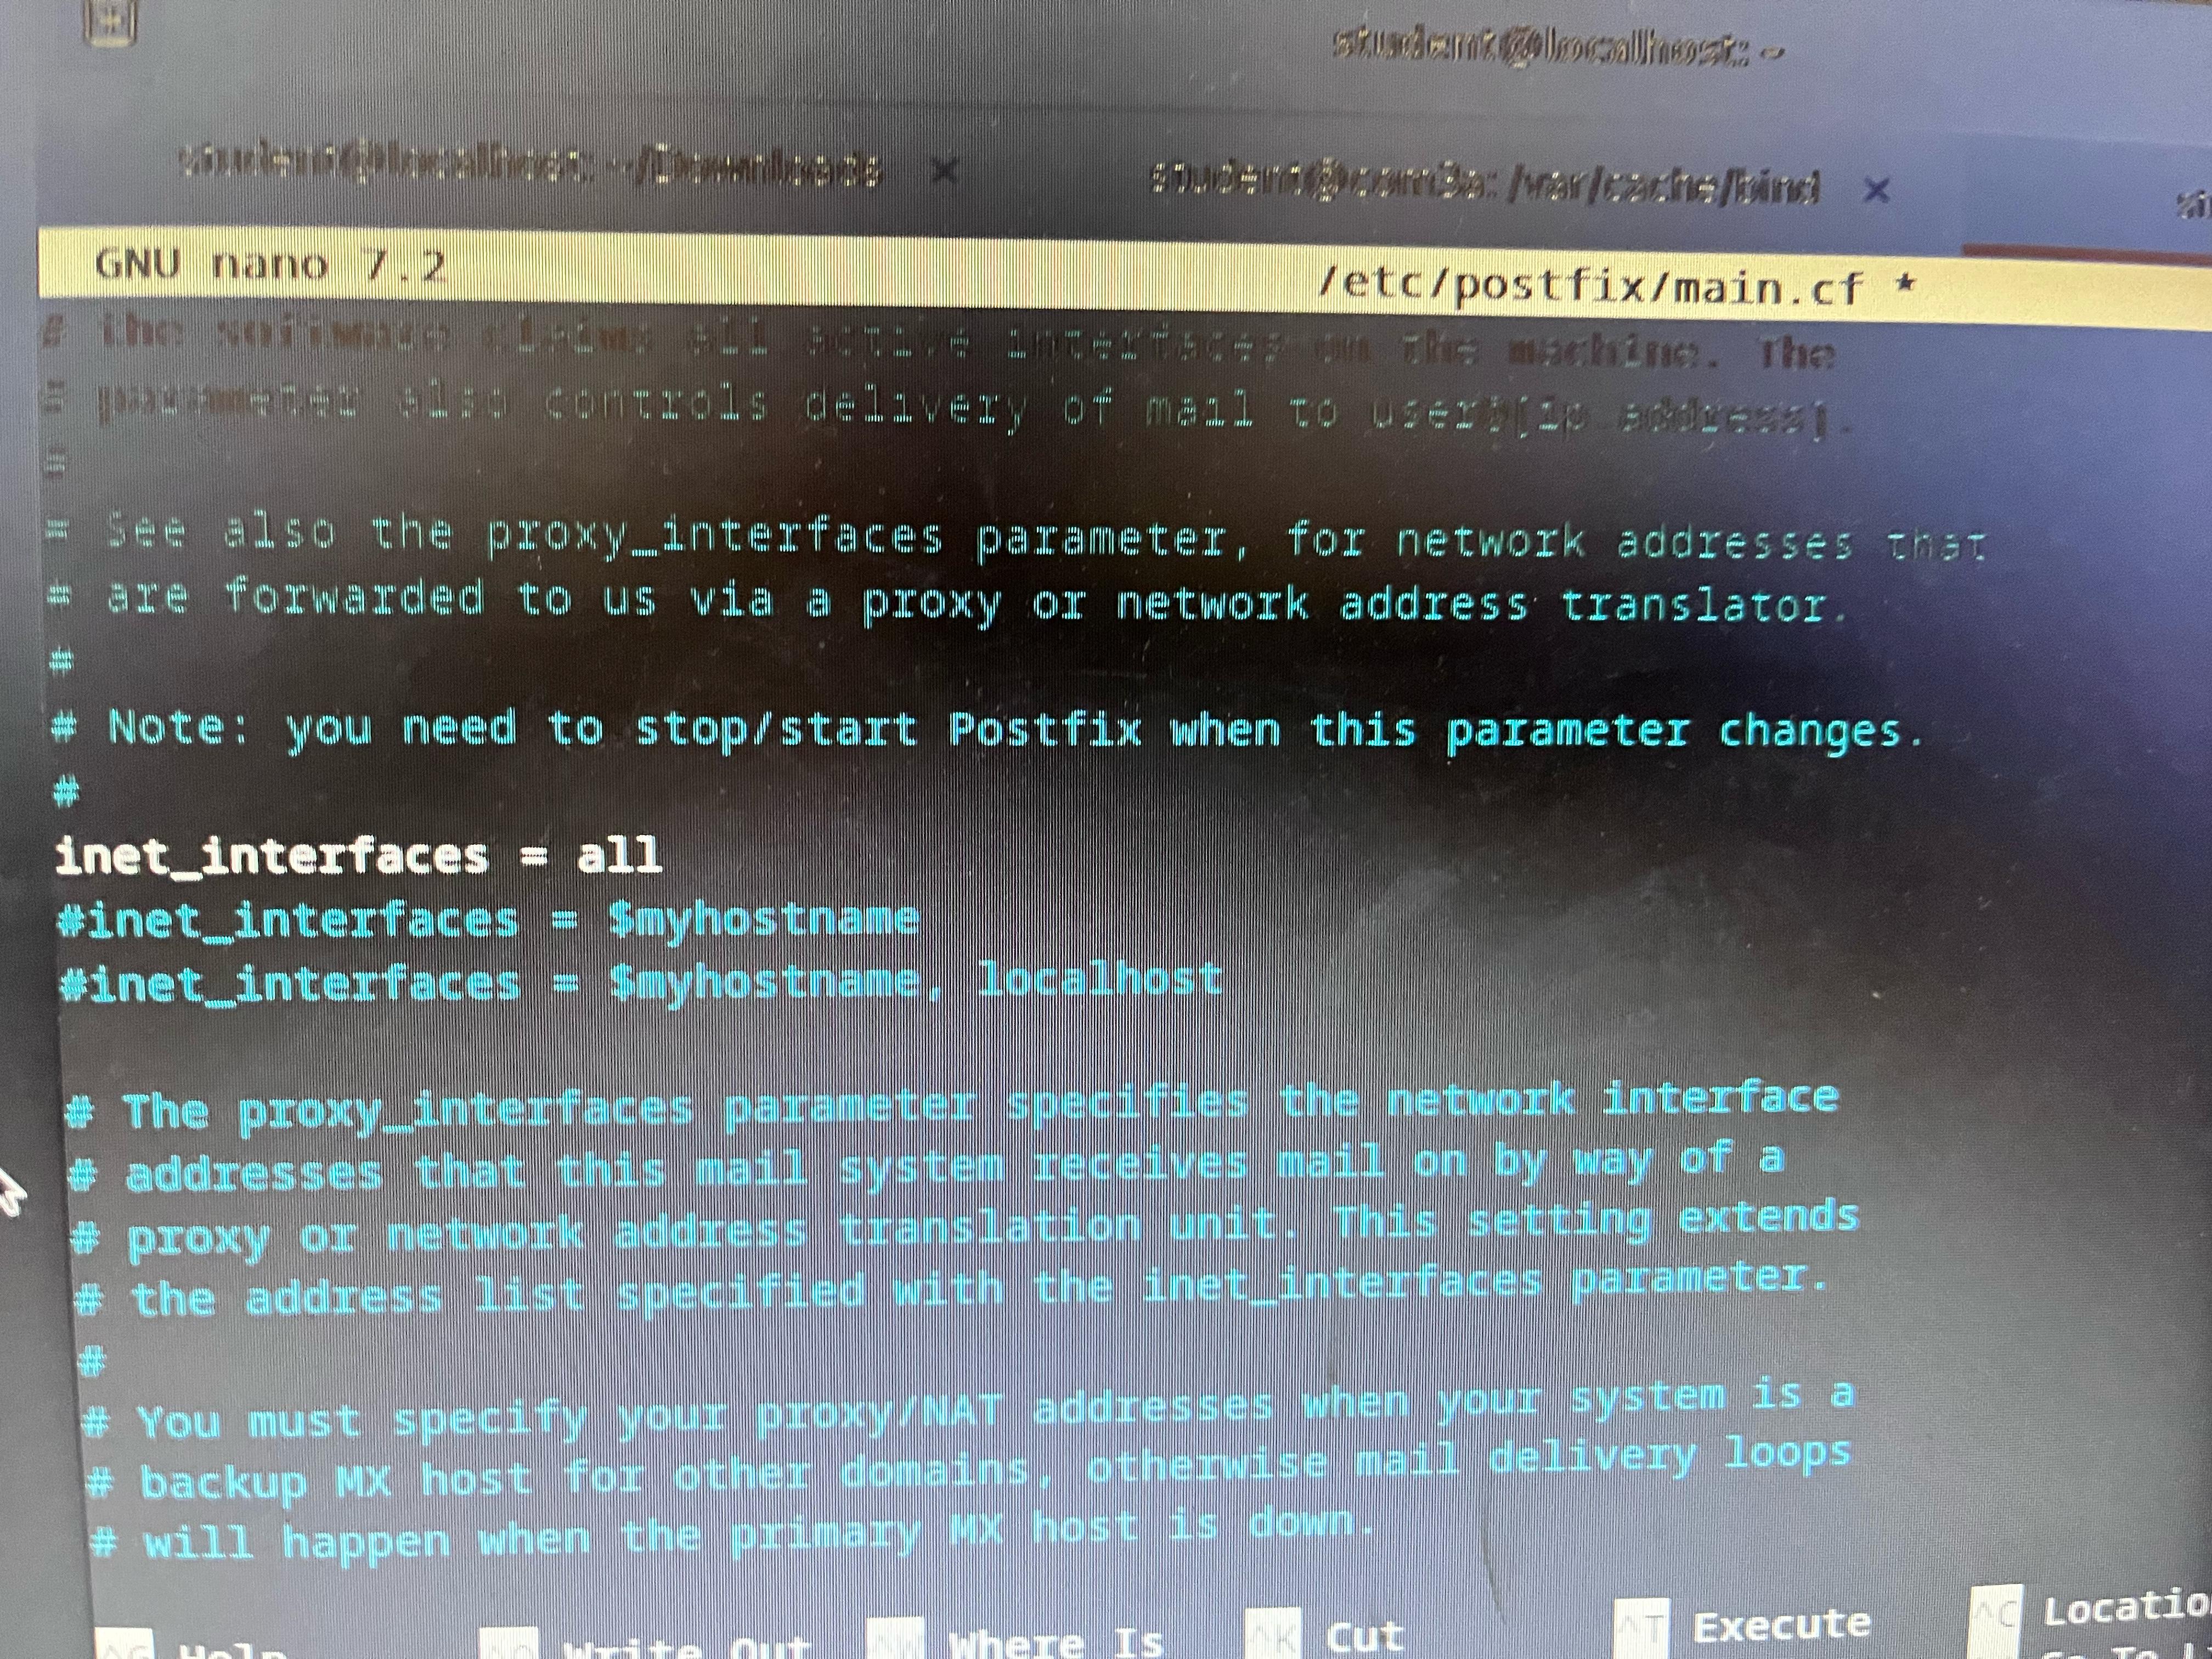 student@localhost: ~
student@localhost: ~/Downloads
student@com3a: /var/cache/bind
GNU nano 7.2
/etc/postfix/main.cf *
# the software claims all active interfaces on the machine. The
# parameter also controls delivery of mail to user@[ip address].
#
# See also the proxy_interfaces parameter, for network addresses that
# are forwarded to us via a proxy or network address translator.
#
# Note: you need to stop/start Postfix when this parameter changes.
#
inet_interfaces = all
#inet_interfaces = $myhostname
#inet_interfaces = $myhostname, localhost
# The proxy_interfaces parameter specifies the network interface
# addresses that this mail system receives mail on by way of a
# proxy or network address translation unit. This setting extends
# the address list specified with the inet_interfaces parameter.
#
# You must specify your proxy/NAT addresses when your system is a
# backup MX host for other domains, otherwise mail delivery loops
# will happen when the primary MX host is down.
^G Help ^O Write Out ^W Where Is ^K Cut ^T Execute ^C Locatio
Go To Li